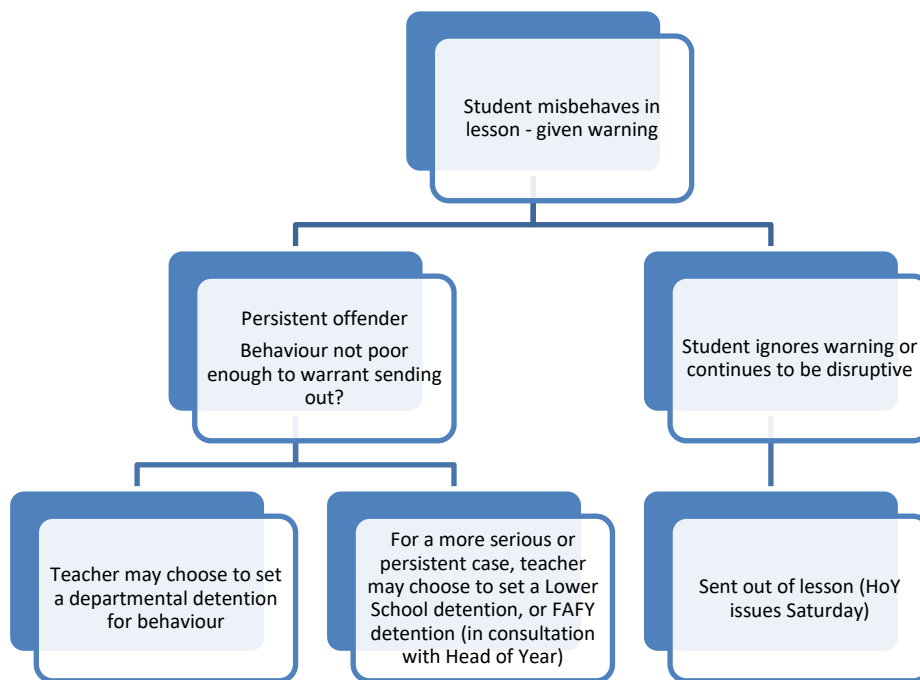 Student misbehaves in
lesson - given warning
Persistent offender
Behaviour not poor
enough to warrant sending
out?
Student ignores warning or
continues to be disruptive
Teacher may choose to set
a departmental detention
for behaviour
For a more serious or
persistent case, teacher
may choose to set a Lower
School detention, or FAFY
detention (in consultation
with Head of Year)
Sent out of lesson (HoY
issues Saturday)